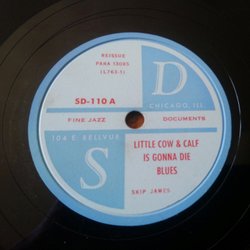 REISSUE
PARA 13085
(L763-1)
D
SD-110 A
CHICAGO, ILL.
FINE JAZZ
DOCUMENTS
104 E. BELLVUE
S
LITTLE COW & CALF
IS GONNA DIE
BLUES
SKIP JAMES